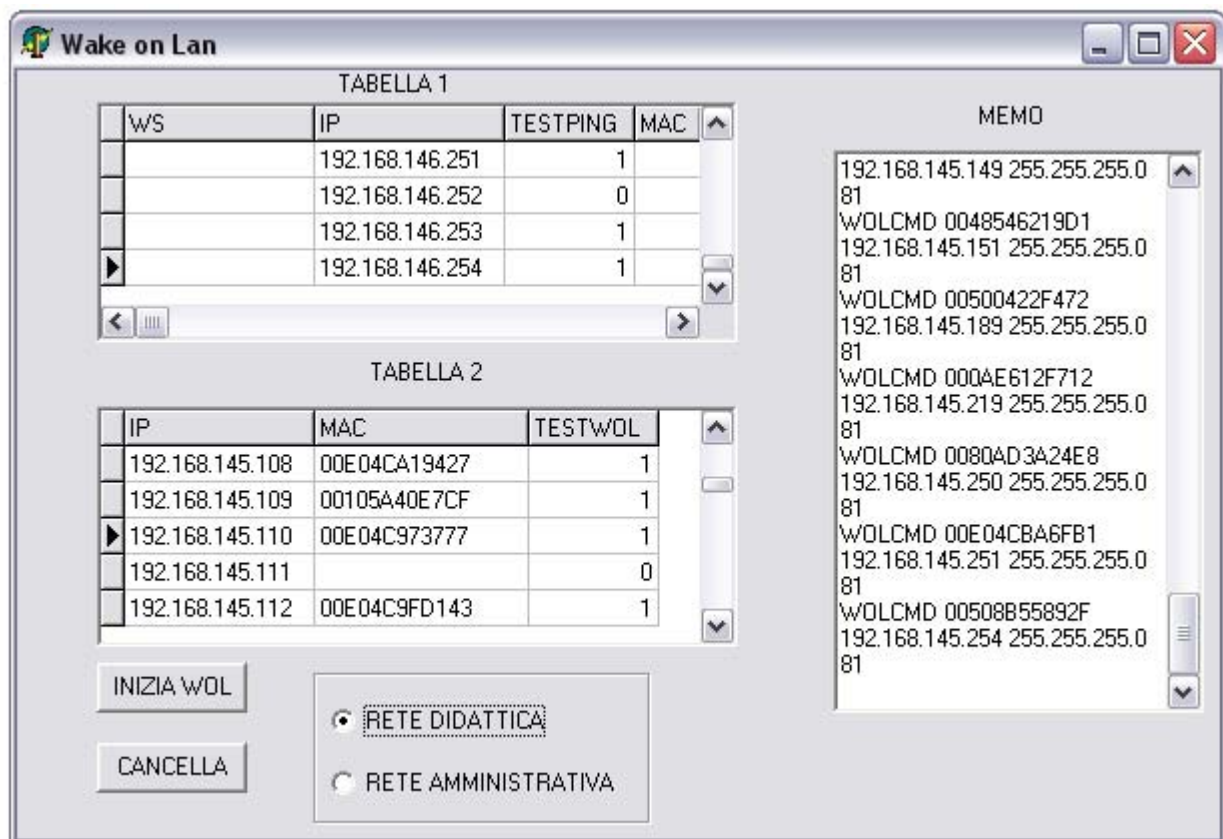 Wake on Lan
TABELLA 1
WS IP TESTPING MAC
192.168.146.251 1
192.168.146.252 0
192.168.146.253 1
192.168.146.254 1
TABELLA 2
IP MAC TESTWOL
192.168.145.108 00E04CA19427 1
192.168.145.109 00105A40E7CF 1
192.168.145.110 00E04C973777 1
192.168.145.111 0
192.168.145.112 00E04C9FD143 1
INIZIA WOL
CANCELLA
RETE DIDATTICA
RETE AMMINISTRATIVA
MEMO
192.168.145.149 255.255.255.0
81
WOLCMD 0048546219D1
192.168.145.151 255.255.255.0
81
WOLCMD 00500422F472
192.168.145.189 255.255.255.0
81
WOLCMD 000AE612F712
192.168.145.219 255.255.255.0
81
WOLCMD 0080AD3A24E8
192.168.145.250 255.255.255.0
81
WOLCMD 00E04CBA6FB1
192.168.145.251 255.255.255.0
81
WOLCMD 00508B55892F
192.168.145.254 255.255.255.0
81